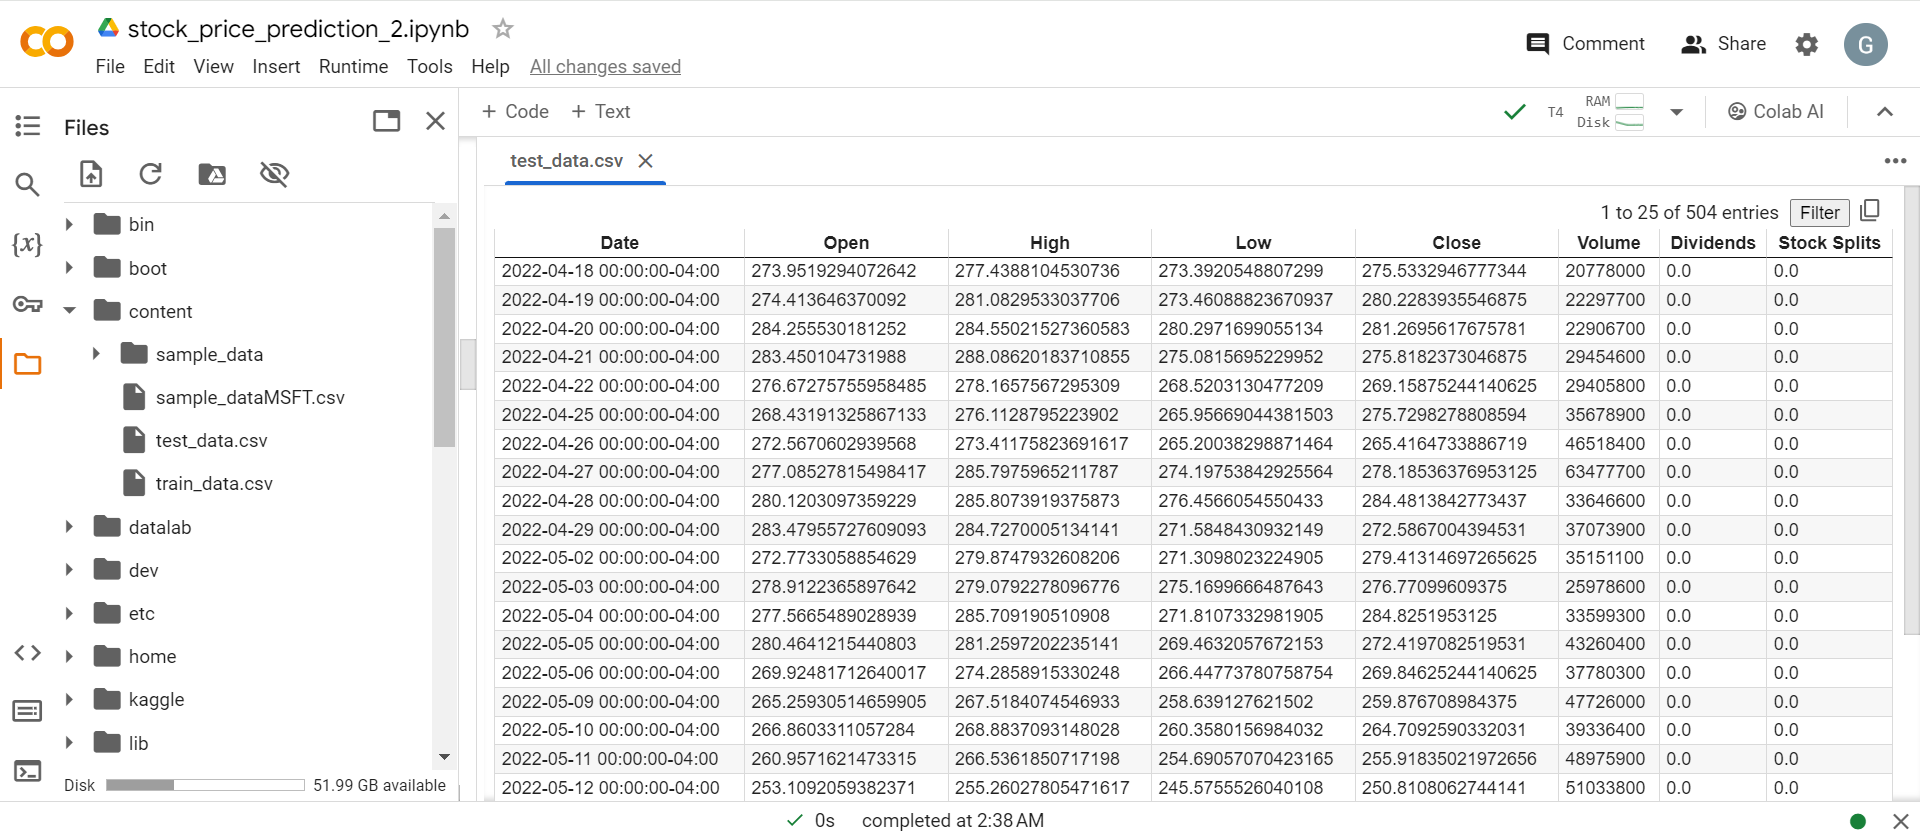 stock_price_prediction_2.ipynb
File Edit View Insert Runtime Tools Help All changes saved
Comment Share G
Files
+ Code + Text
T4 RAM Disk Colab AI
{x}
bin
boot
content
sample_data
sample_dataMSFT.csv
test_data.csv
train_data.csv
datalab
dev
etc
home
kaggle
lib
Disk 51.99 GB available
test_data.csv
1 to 25 of 504 entries Filter
Date Open High Low Close Volume Dividends Stock Splits
2022-04-18 00:00:00-04:00 273.9519294072642 277.4388104530736 273.3920548807299 275.5332946777344 20778000 0.0 0.0
2022-04-19 00:00:00-04:00 274.413646370092 281.0829533037706 273.46088823670937 280.2283935546875 22297700 0.0 0.0
2022-04-20 00:00:00-04:00 284.255530181252 284.55021527360583 280.2971699055134 281.2695617675781 22906700 0.0 0.0
2022-04-21 00:00:00-04:00 283.450104731988 288.08620183710855 275.0815695229952 275.8182373046875 29454600 0.0 0.0
2022-04-22 00:00:00-04:00 276.67275755958485 278.1657567295309 268.5203130477209 269.15875244140625 29405800 0.0 0.0
2022-04-25 00:00:00-04:00 268.43191325867133 276.1128795223902 265.95669044381503 275.7298278808594 35678900 0.0 0.0
2022-04-26 00:00:00-04:00 272.5670602939568 273.41175823691617 265.20038298871464 265.4164733886719 46518400 0.0 0.0
2022-04-27 00:00:00-04:00 277.08527815498417 285.7975965211787 274.19753842925564 278.18536376953125 63477700 0.0 0.0
2022-04-28 00:00:00-04:00 280.1203097359229 285.8073919375873 276.4566054550433 284.4813842773437 33646600 0.0 0.0
2022-04-29 00:00:00-04:00 283.47955727609093 284.7270005134141 271.5848430932149 272.5867004394531 37073900 0.0 0.0
2022-05-02 00:00:00-04:00 272.7733058854629 279.8747932608206 271.3098023224905 279.41314697265625 35151100 0.0 0.0
2022-05-03 00:00:00-04:00 278.9122365897642 279.0792278096776 275.1699666487643 276.77099609375 25978600 0.0 0.0
2022-05-04 00:00:00-04:00 277.5665489028939 285.709190510908 271.8107332981905 284.8251953125 33599300 0.0 0.0
2022-05-05 00:00:00-04:00 280.4641215440803 281.2597202235141 269.4632057672153 272.4197082519531 43260400 0.0 0.0
2022-05-06 00:00:00-04:00 269.92481712640017 274.2858915330248 266.44773780758754 269.84625244140625 37780300 0.0 0.0
2022-05-09 00:00:00-04:00 265.25930514659905 267.5184074546933 258.639127621502 259.876708984375 47726000 0.0 0.0
2022-05-10 00:00:00-04:00 266.8603311057284 268.8837093148028 260.3580156984032 264.7092590332031 39336400 0.0 0.0
2022-05-11 00:00:00-04:00 260.9571621473315 266.5361850717198 254.69057070423165 255.91835021972656 48975900 0.0 0.0
2022-05-12 00:00:00-04:00 253.1092059382371 255.26027805471617 245.5755526040108 250.8108062744141 51033800 0.0 0.0
0s completed at 2:38 AM